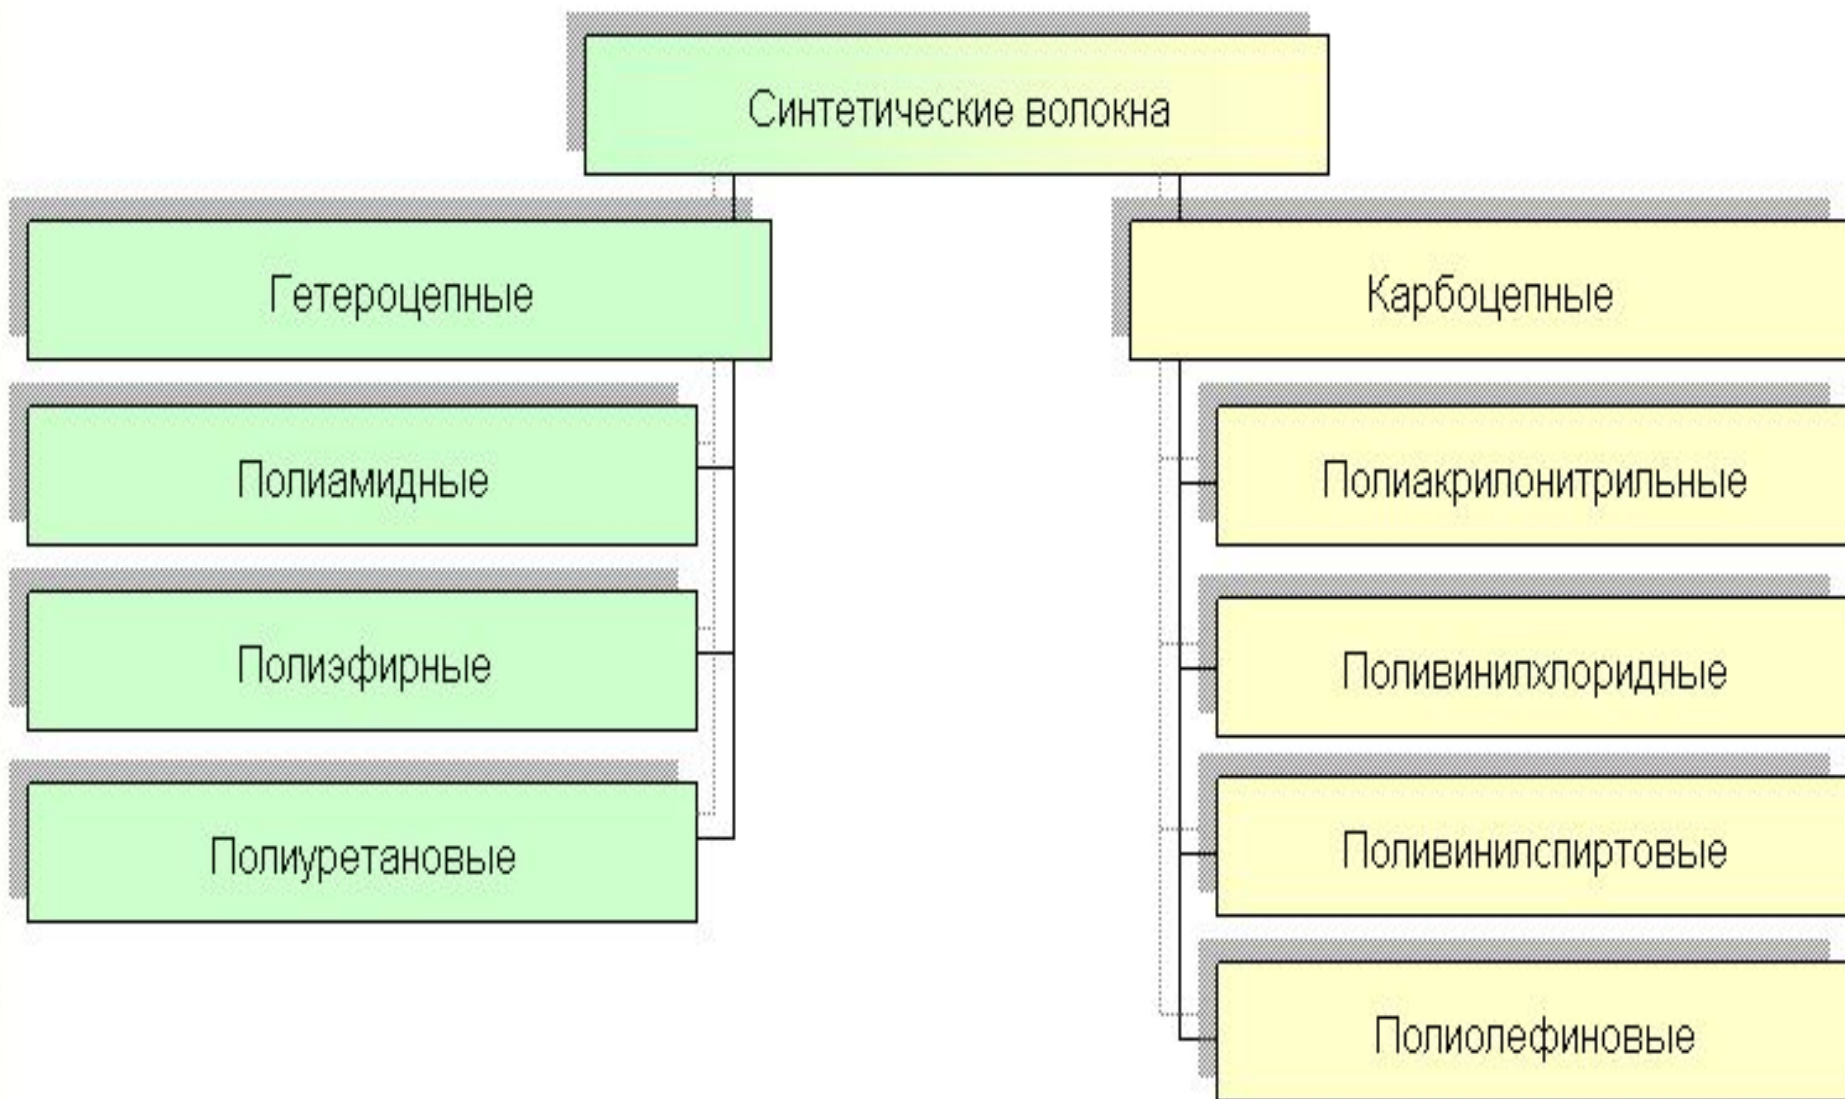 Синтетические волокна
Гетероцепные
Полиамидные
Полиэфирные
Полиуретановые
Карбоцепные
Полиакрилонитрильные
Поливинилхлоридные
Поливинилспиртовые
Полиолефиновые